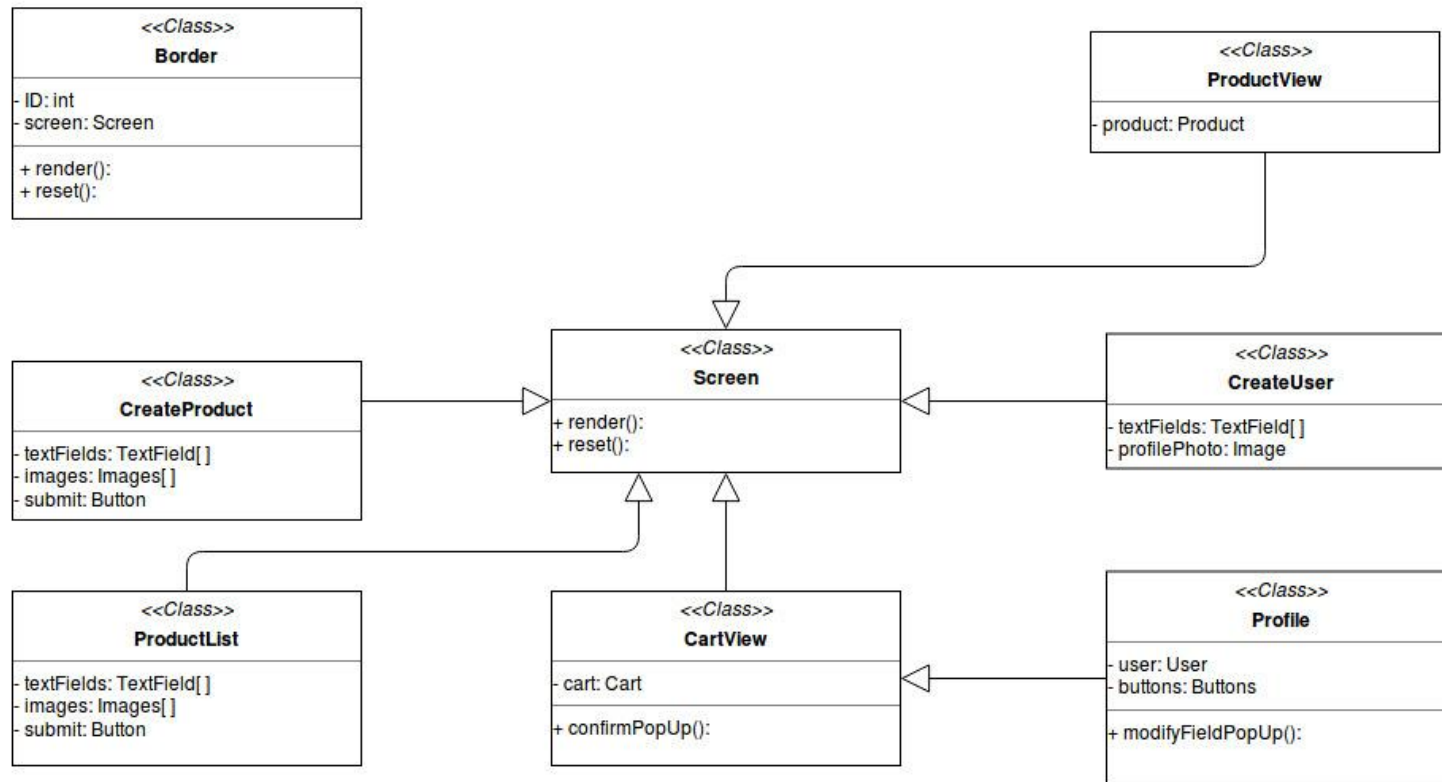 <<Class>>
Border
- ID: int
- screen: Screen
+ render():
+ reset():
<<Class>>
ProductView
- product: Product
<<Class>>
Screen
+ render():
+ reset():
<<Class>>
CreateProduct
- textFields: TextField[ ]
- images: Images[ ]
- submit: Button
<<Class>>
CreateUser
- textFields: TextField[ ]
- profilePhoto: Image
<<Class>>
ProductList
- textFields: TextField[ ]
- images: Images[ ]
- submit: Button
<<Class>>
CartView
- cart: Cart
+ confirmPopUp():
<<Class>>
Profile
- user: User
- buttons: Buttons
+ modifyFieldPopUp():